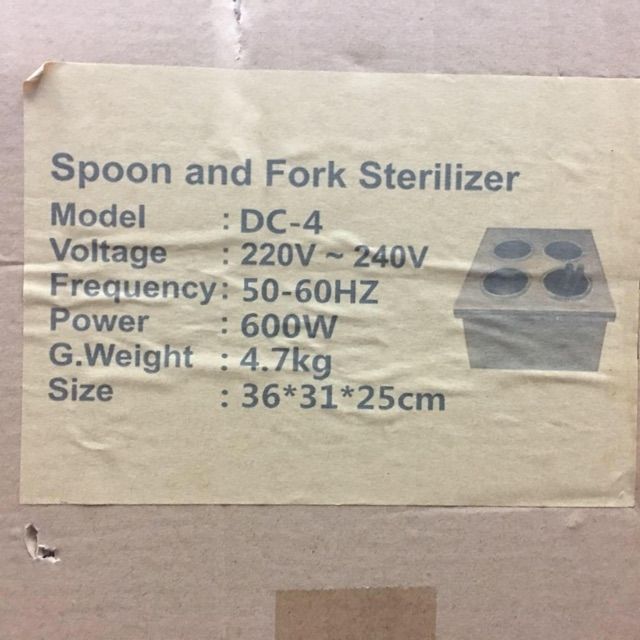 Spoon and Fork Sterilizer
Model : DC-4
Voltage : 220V ~ 240V
Frequency : 50-60HZ
Power : 600W
G.Weight : 4.7kg
Size : 36*31*25cm